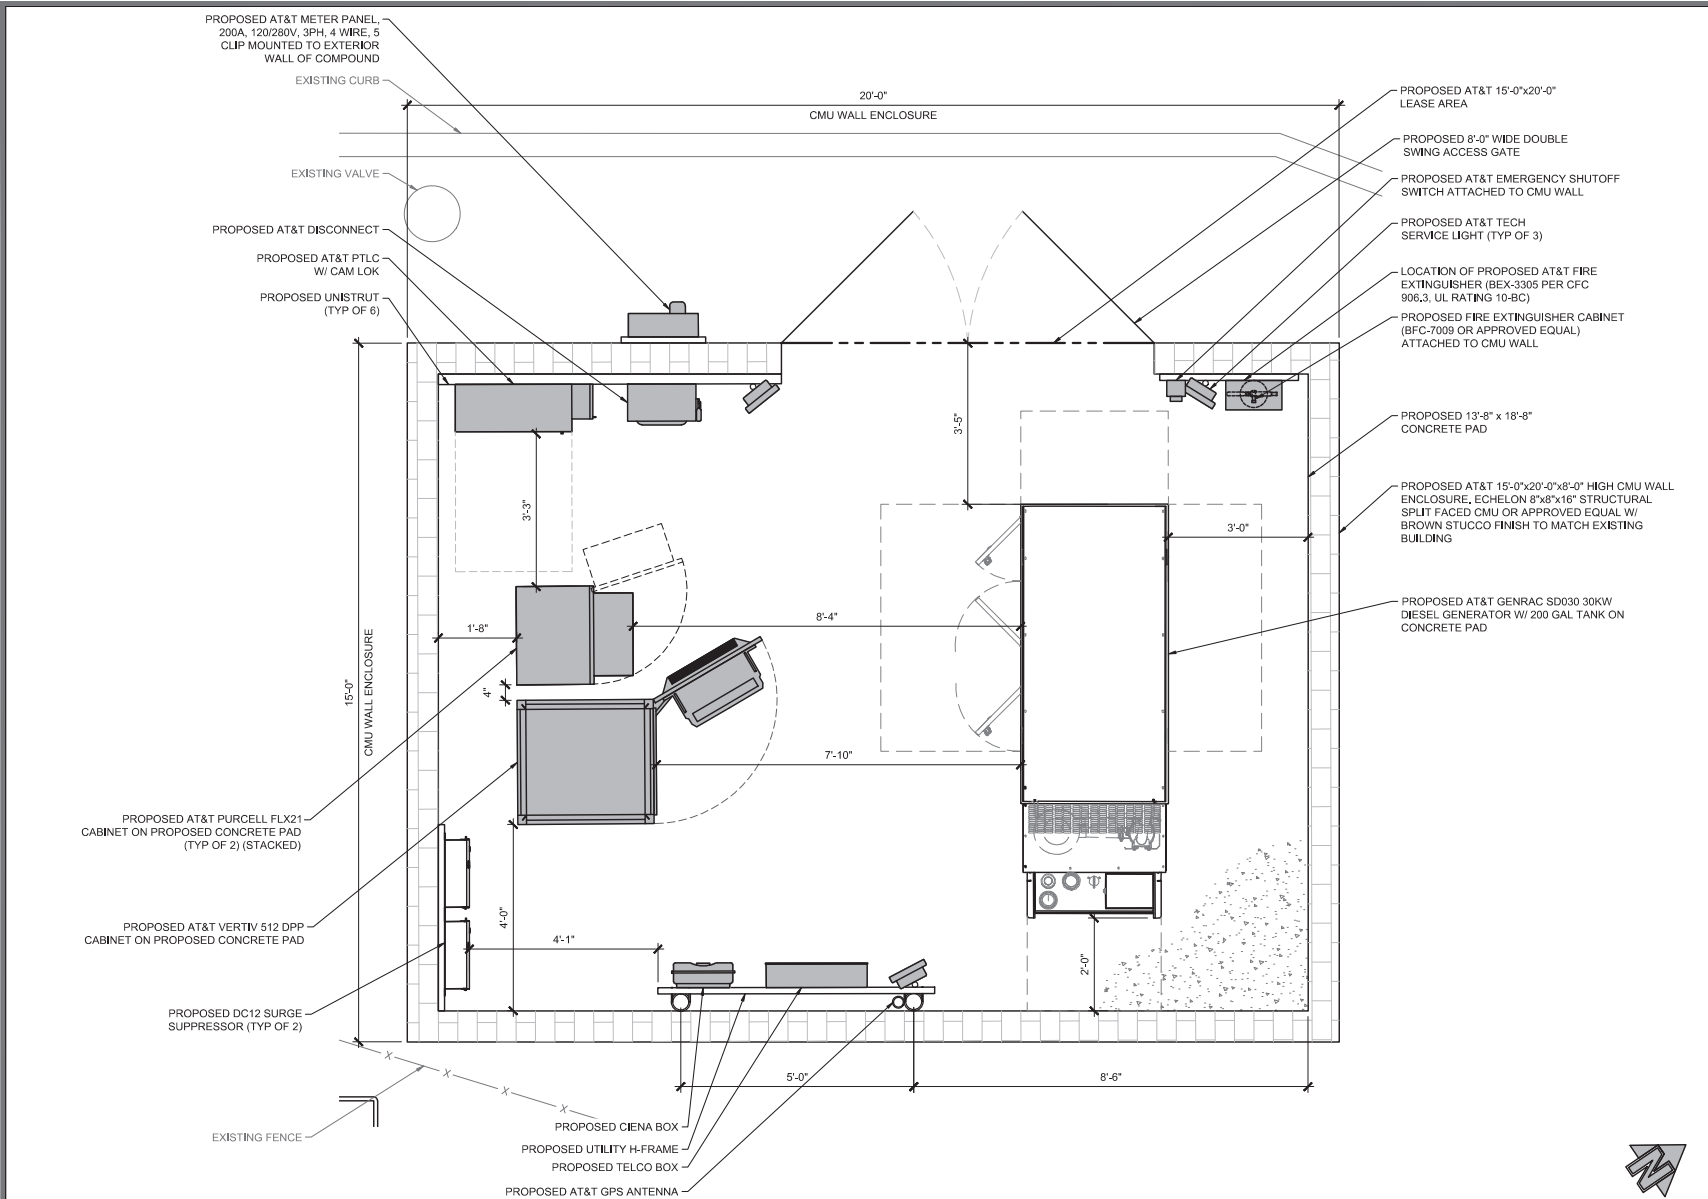 PROPOSED AT&T METER PANEL,
200A, 120/280V, 3PH, 4 WIRE, 5
CLIP MOUNTED TO EXTERIOR
WALL OF COMPOUND
EXISTING CURB
EXISTING VALVE
PROPOSED AT&T DISCONNECT
PROPOSED AT&T PTLC
W/ CAM LOK
PROPOSED UNISTRUT
(TYP OF 6)
20'-0"
CMU WALL ENCLOSURE
PROPOSED AT&T 15'-0"x20'-0"
LEASE AREA
PROPOSED 8'-0" WIDE DOUBLE
SWING ACCESS GATE
PROPOSED AT&T EMERGENCY SHUTOFF
SWITCH ATTACHED TO CMU WALL
PROPOSED AT&T TECH
SERVICE LIGHT (TYP OF 3)
LOCATION OF PROPOSED AT&T FIRE
EXTINGUISHER (BEX-3305 PER CFC
906.3, UL RATING 10-BC)
PROPOSED FIRE EXTINGUISHER CABINET
(BFC-7009 OR APPROVED EQUAL)
ATTACHED TO CMU WALL
PROPOSED 13'-8" x 18'-8"
CONCRETE PAD
PROPOSED AT&T 15'-0"x20'-0"x8'-0" HIGH CMU WALL
ENCLOSURE, ECHELON 8"x8"x16" STRUCTURAL
SPLIT FACED CMU OR APPROVED EQUAL W/
BROWN STUCCO FINISH TO MATCH EXISTING
BUILDING
PROPOSED AT&T GENRAC SD030 30KW
DIESEL GENERATOR W/ 200 GAL TANK ON
CONCRETE PAD
3'-5"
3'-3"
3'-0"
1'-8"
8'-4"
4"
15'-0"
CMU WALL ENCLOSURE
7'-10"
4'-0"
4'-1"
2'-0"
5'-0"
8'-6"
PROPOSED AT&T PURCELL FLX21
CABINET ON PROPOSED CONCRETE PAD
(TYP OF 2) (STACKED)
PROPOSED AT&T VERTIV 512 DPP
CABINET ON PROPOSED CONCRETE PAD
PROPOSED DC12 SURGE
SUPPRESSOR (TYP OF 2)
X
X
X
X
EXISTING FENCE
PROPOSED CIENA BOX
PROPOSED UTILITY H-FRAME
PROPOSED TELCO BOX
PROPOSED AT&T GPS ANTENNA
N